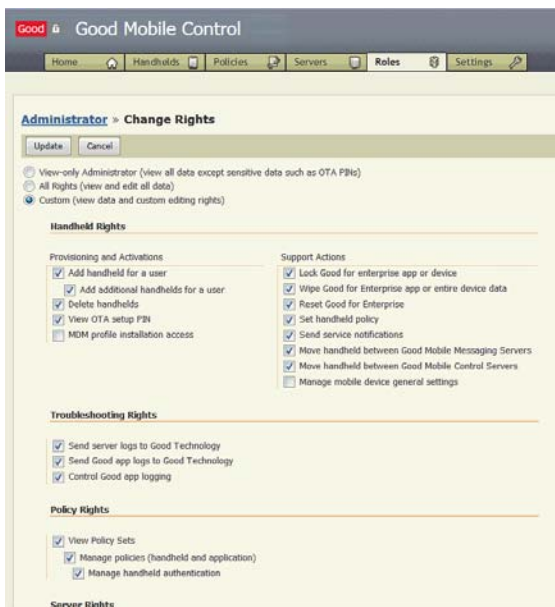 Good Good Mobile Control
Home Handhelds Policies Servers Roles Settings
Administrator » Change Rights
Update Cancel
View-only Administrator (view all data except sensitive data such as OTA PINs)
All Rights (view and edit all data)
Custom (view data and custom editing rights)
Handheld Rights
Provisioning and Activations
Add handheld for a user
Add additional handhelds for a user
Delete handhelds
View OTA setup PIN
MDM profile installation access
Support Actions
Lock Good for enterprise app or device
Wipe Good for Enterprise app or entire device data
Reset Good for Enterprise
Set handheld policy
Send service notifications
Move handheld between Good Mobile Messaging Servers
Move handheld between Good Mobile Control Servers
Manage mobile device general settings
Troubleshooting Rights
Send server logs to Good Technology
Send Good app logs to Good Technology
Control Good app logging
Policy Rights
View Policy Sets
Manage policies (handheld and application)
Manage handheld authentication
Server Rights